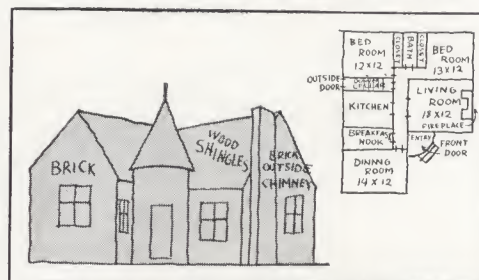 BRICK
WOOD
SHINGLES
BRICK
OUTSIDE
CHIMNEY
BED
ROOM
12 X 12
CLOSET
BATH
CLOSET
BED
ROOM
13 X 12
OUTSIDE
DOOR
KITCHEN
BREAKFAST
NOOK
LIVING
ROOM
18 X 12
FIREPLACE
ENTRY
FRONT
DOOR
DINING
ROOM
14 X 12